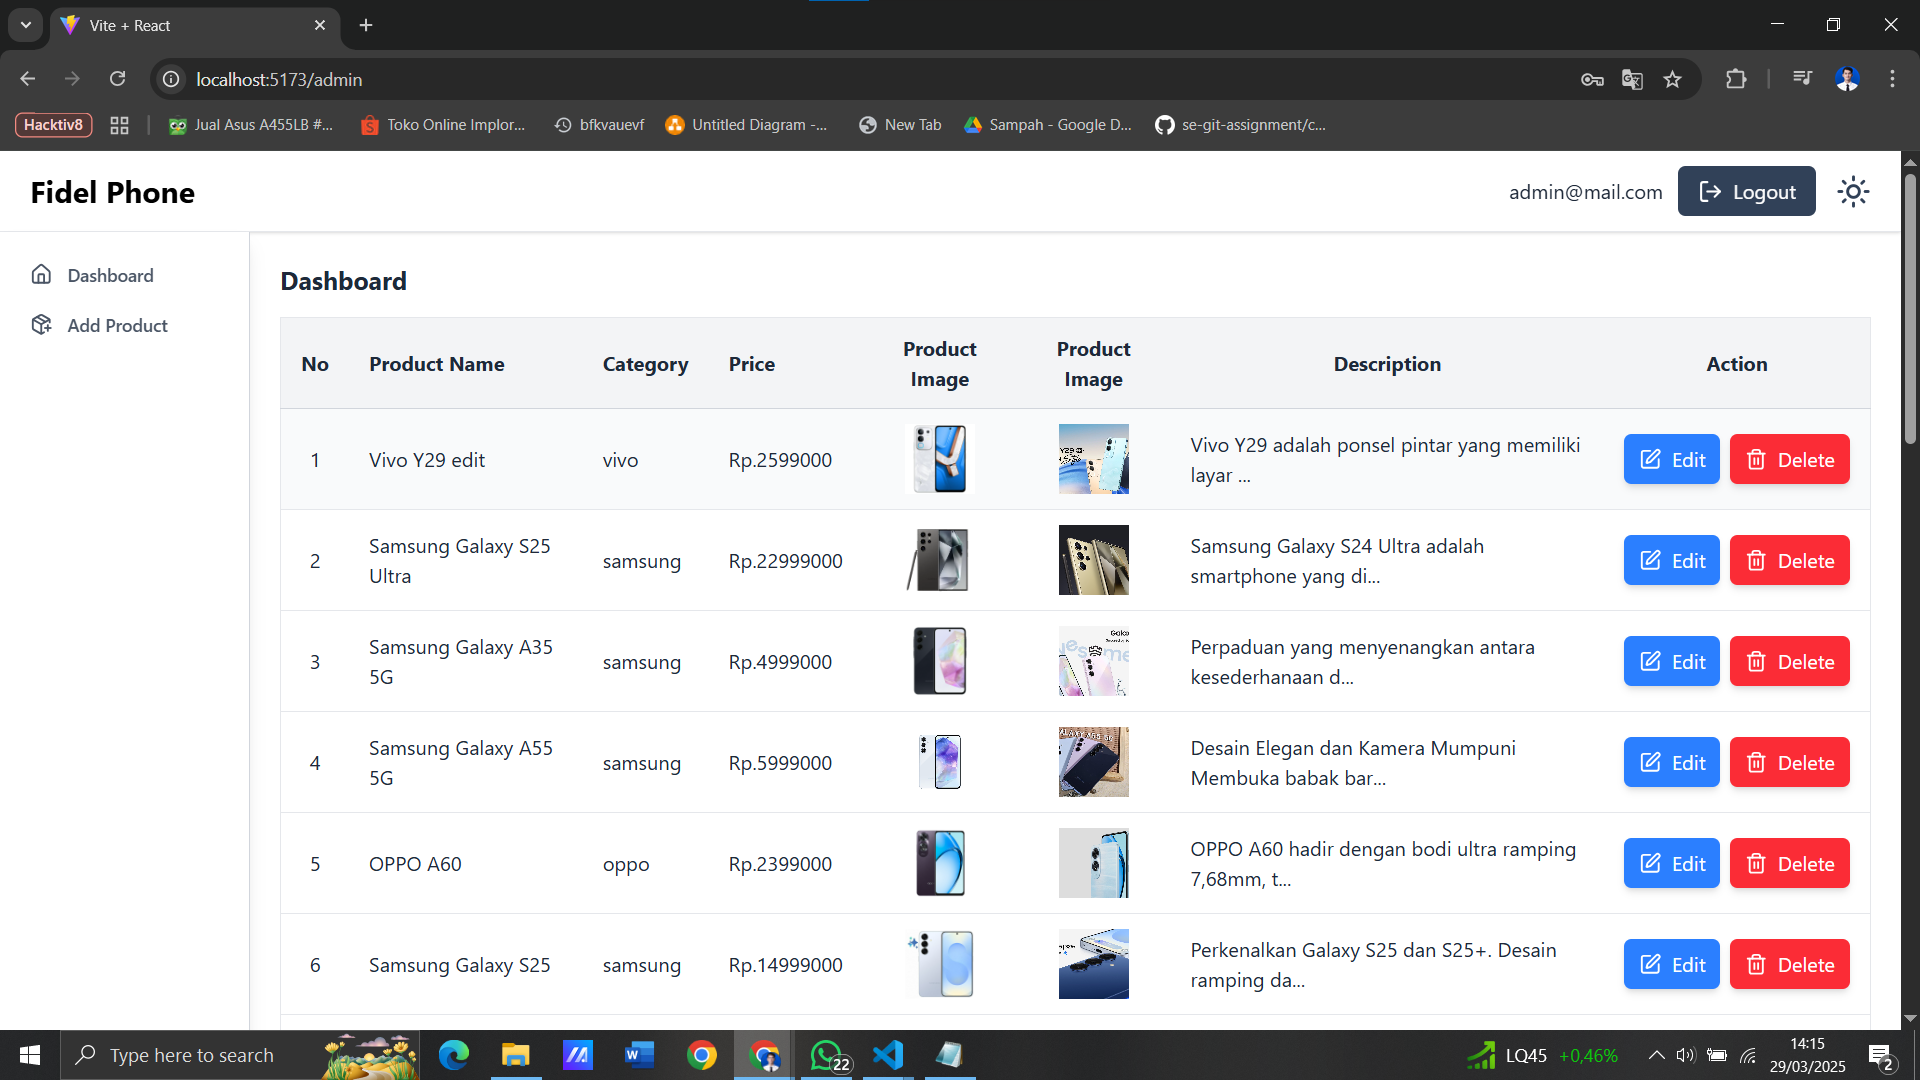 Vite + React
localhost:5173/admin
Hacktiv8
Jual Asus A455LB #...
Toko Online Implor...
bfkvauevf
Untitled Diagram -...
New Tab
Sampah - Google D...
se-git-assignment/c...
Fidel Phone
admin@mail.com
Logout
Dashboard
Add Product
Dashboard
No Product Name Category Price Product Image Product Image Description Action
1 Vivo Y29 edit vivo Rp.2599000
Vivo Y29 adalah ponsel pintar yang memiliki
layar ...
Edit Delete
2
Samsung Galaxy S25
Ultra
samsung Rp.22999000
Samsung Galaxy S24 Ultra adalah
smartphone yang di...
Edit Delete
3
Samsung Galaxy A35
5G
samsung Rp.4999000
Perpaduan yang menyenangkan antara
kesederhanaan d...
Edit Delete
4
Samsung Galaxy A55
5G
samsung Rp.5999000
Desain Elegan dan Kamera Mumpuni
Membuka babak bar...
Edit Delete
5 OPPO A60 oppo Rp.2399000
OPPO A60 hadir dengan bodi ultra ramping
7,68mm, t...
Edit Delete
6 Samsung Galaxy S25 samsung Rp.14999000
Perkenalkan Galaxy S25 dan S25+. Desain
ramping da...
Edit Delete
Type here to search
22
LQ45 +0,46%
14:15
29/03/2025
2